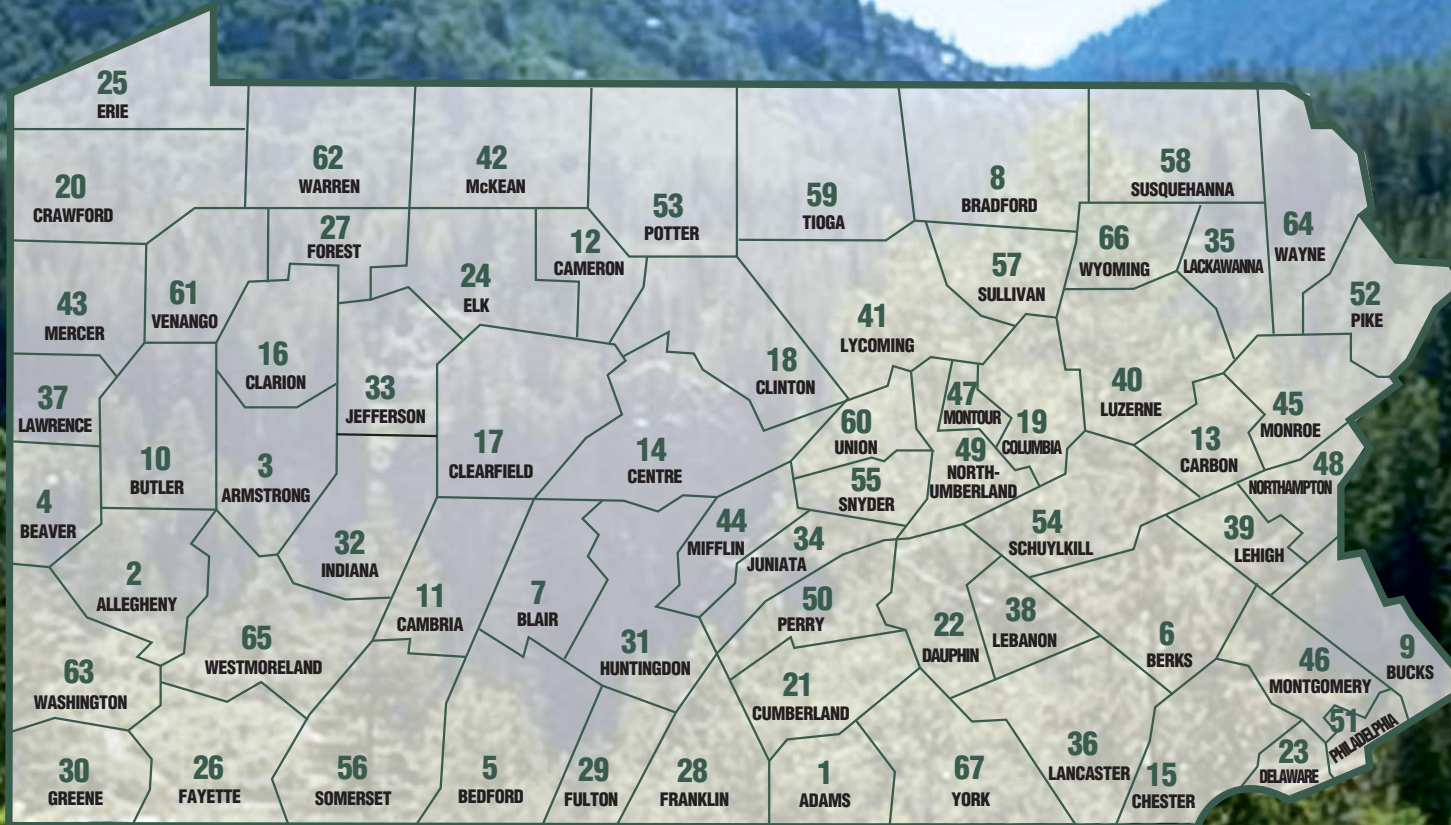 25
ERIE
62
WARREN
42
McKEAN
58
SUSQUEHANNA
20
CRAWFORD
8
BRADFORD
59
TIOGA
53
POTTER
27
FOREST
12
CAMERON
64
WAYNE
35
LACKAWANNA
66
WYOMING
57
SULLIVAN
24
ELK
43
MERCER
61
VENANGO
52
PIKE
41
LYCOMING
16
CLARION
18
CLINTON
33
JEFFERSON
37
LAWRENCE
40
LUZERNE
47
MONTOUR
19
COLUMBIA
45
MONROE
60
UNION
17
CLEARFIELD
14
CENTRE
10
BUTLER
3
ARMSTRONG
13
CARBON
49
NORTH-
UMBERLAND
48
NORTHAMPTON
55
SNYDER
4
BEAVER
44
MIFFLIN
34
JUNIATA
54
SCHUYLKILL
39
LEHIGH
32
INDIANA
2
ALLEGHENY
11
CAMBRIA
7
BLAIR
50
PERRY
38
LEBANON
22
DAUPHIN
6
BERKS
65
WESTMORELAND
31
HUNTINGDON
9
BUCKS
46
MONTGOMERY
63
WASHINGTON
21
CUMBERLAND
51
PHILADELPHIA
23
DELAWARE
36
LANCASTER
15
CHESTER
30
GREENE
26
FAYETTE
56
SOMERSET
5
BEDFORD
29
FULTON
28
FRANKLIN
1
ADAMS
67
YORK